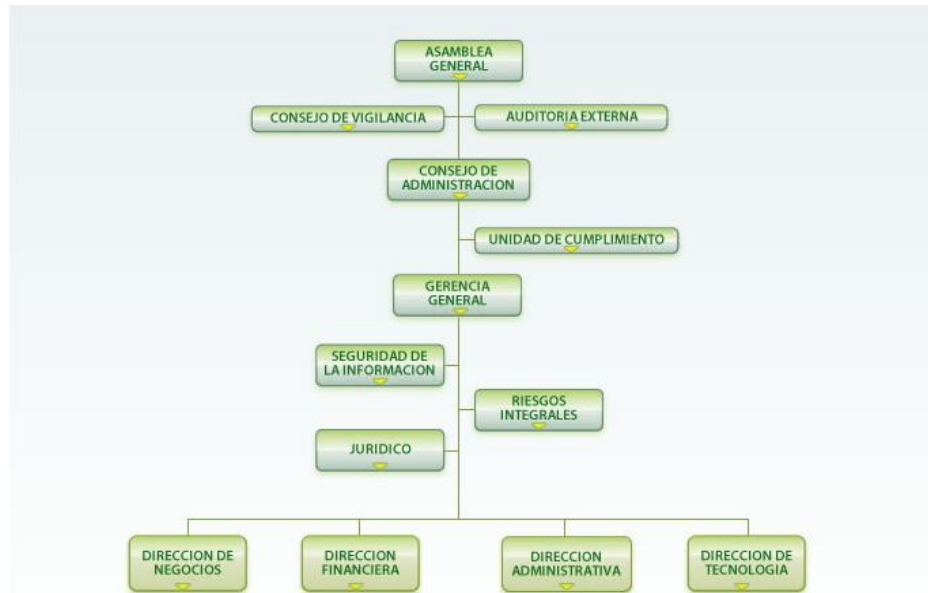 ASAMBLEA
GENERAL
CONSEJO DE VIGILANCIA
AUDITORIA EXTERNA
CONSEJO DE
ADMINISTRACION
UNIDAD DE CUMPLIMIENTO
GERENCIA
GENERAL
SEGURIDAD DE
LA INFORMACION
RIESGOS
INTEGRALES
JURIDICO
DIRECCION DE
NEGOCIOS
DIRECCION
FINANCIERA
DIRECCION
ADMINISTRATIVA
DIRECCION DE
TECNOLOGIA